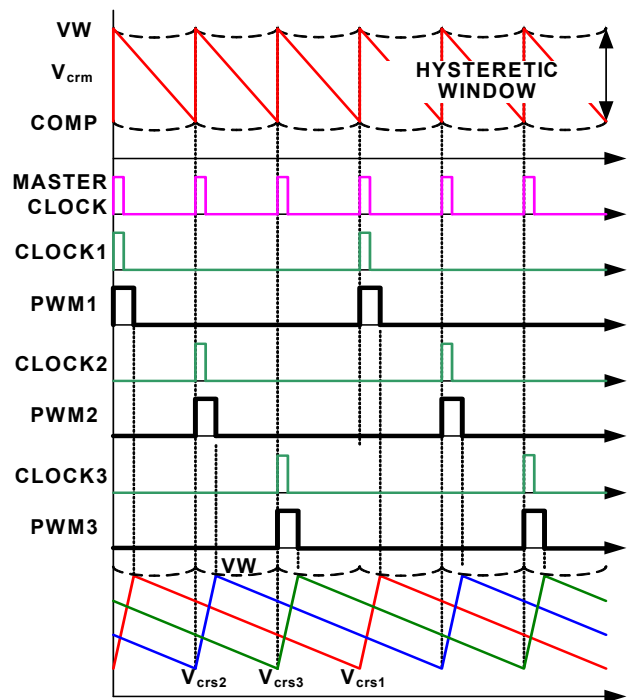 VW
Vcrm
HYSTERETIC
WINDOW
COMP
MASTER
CLOCK
CLOCK1
PWM1
CLOCK2
PWM2
CLOCK3
PWM3
VW
Vcrs2 Vcrs3 Vcrs1